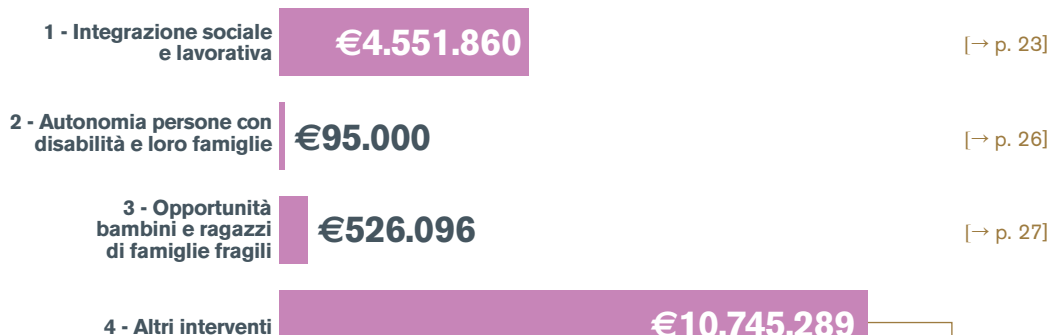 1 - Integrazione sociale
e lavorativa
€4.551.860
[→ p. 23]
2 - Autonomia persone con
disabilità e loro famiglie
€95.000
[→ p. 26]
3 - Opportunità
bambini e ragazzi
di famiglie fragili
€526.096
[→ p. 27]
4 - Altri interventi
€10.745.289